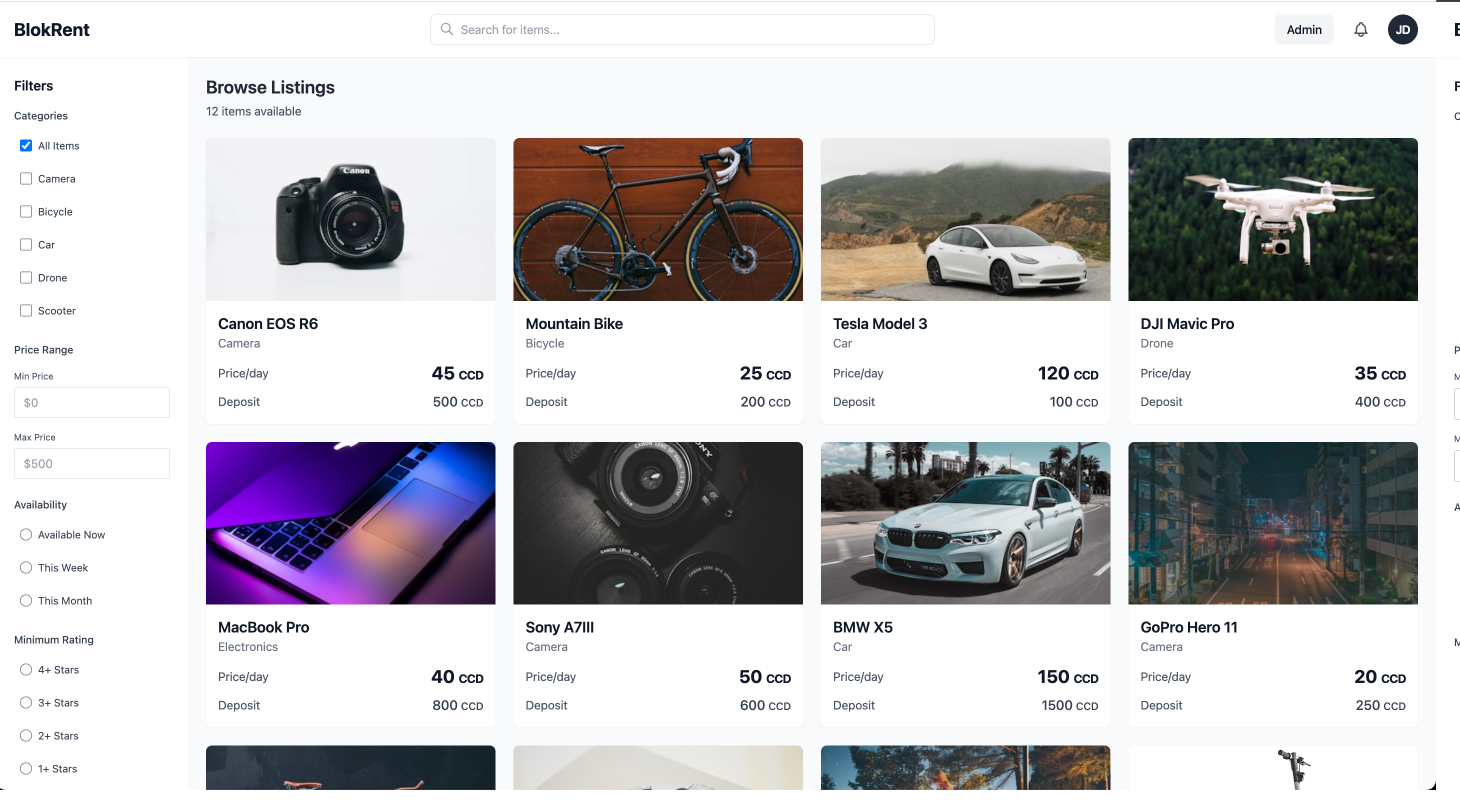 BlokRent
Search for items...
Admin
JD
Filters
Categories
All Items
Camera
Bicycle
Car
Drone
Scooter
Price Range
Min Price
$0
Max Price
$500
Availability
Available Now
This Week
This Month
Minimum Rating
4+ Stars
3+ Stars
2+ Stars
1+ Stars
Browse Listings
12 items available
Canon
Canon EOS R6
Camera
Price/day 45 CCD
Deposit 500 CCD
Mountain Bike
Bicycle
Price/day 25 CCD
Deposit 200 CCD
Tesla Model 3
Car
Price/day 120 CCD
Deposit 100 CCD
DJI Mavic Pro
Drone
Price/day 35 CCD
Deposit 400 CCD
MacBook Pro
Electronics
Price/day 40 CCD
Deposit 800 CCD
SONY
CANON LENS
Sony A7III
Camera
Price/day 50 CCD
Deposit 600 CCD
BMW X5
Car
Price/day 150 CCD
Deposit 1500 CCD
GoPro Hero 11
Camera
Price/day 20 CCD
Deposit 250 CCD